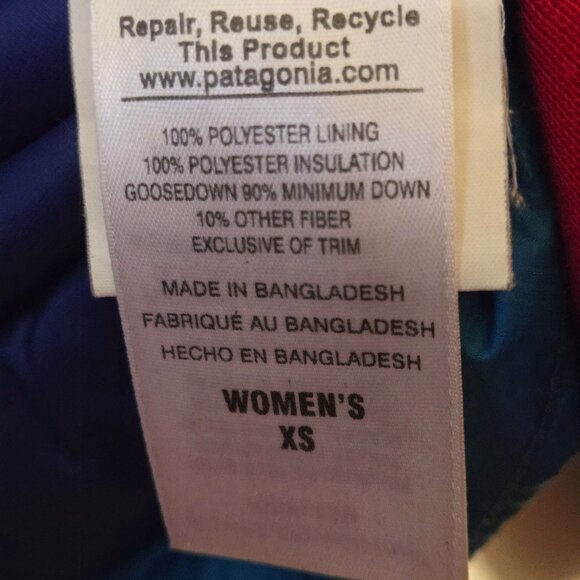 Repair, Reuse, Recycle
This Product
www.patagonia.com
100% POLYESTER LINING
100% POLYESTER INSULATION
GOOSEDOWN 90% MINIMUM DOWN
10% OTHER FIBER
EXCLUSIVE OF TRIM
MADE IN BANGLADESH
FABRIQUÉ AU BANGLADESH
HECHO EN BANGLADESH
WOMEN'S
XS